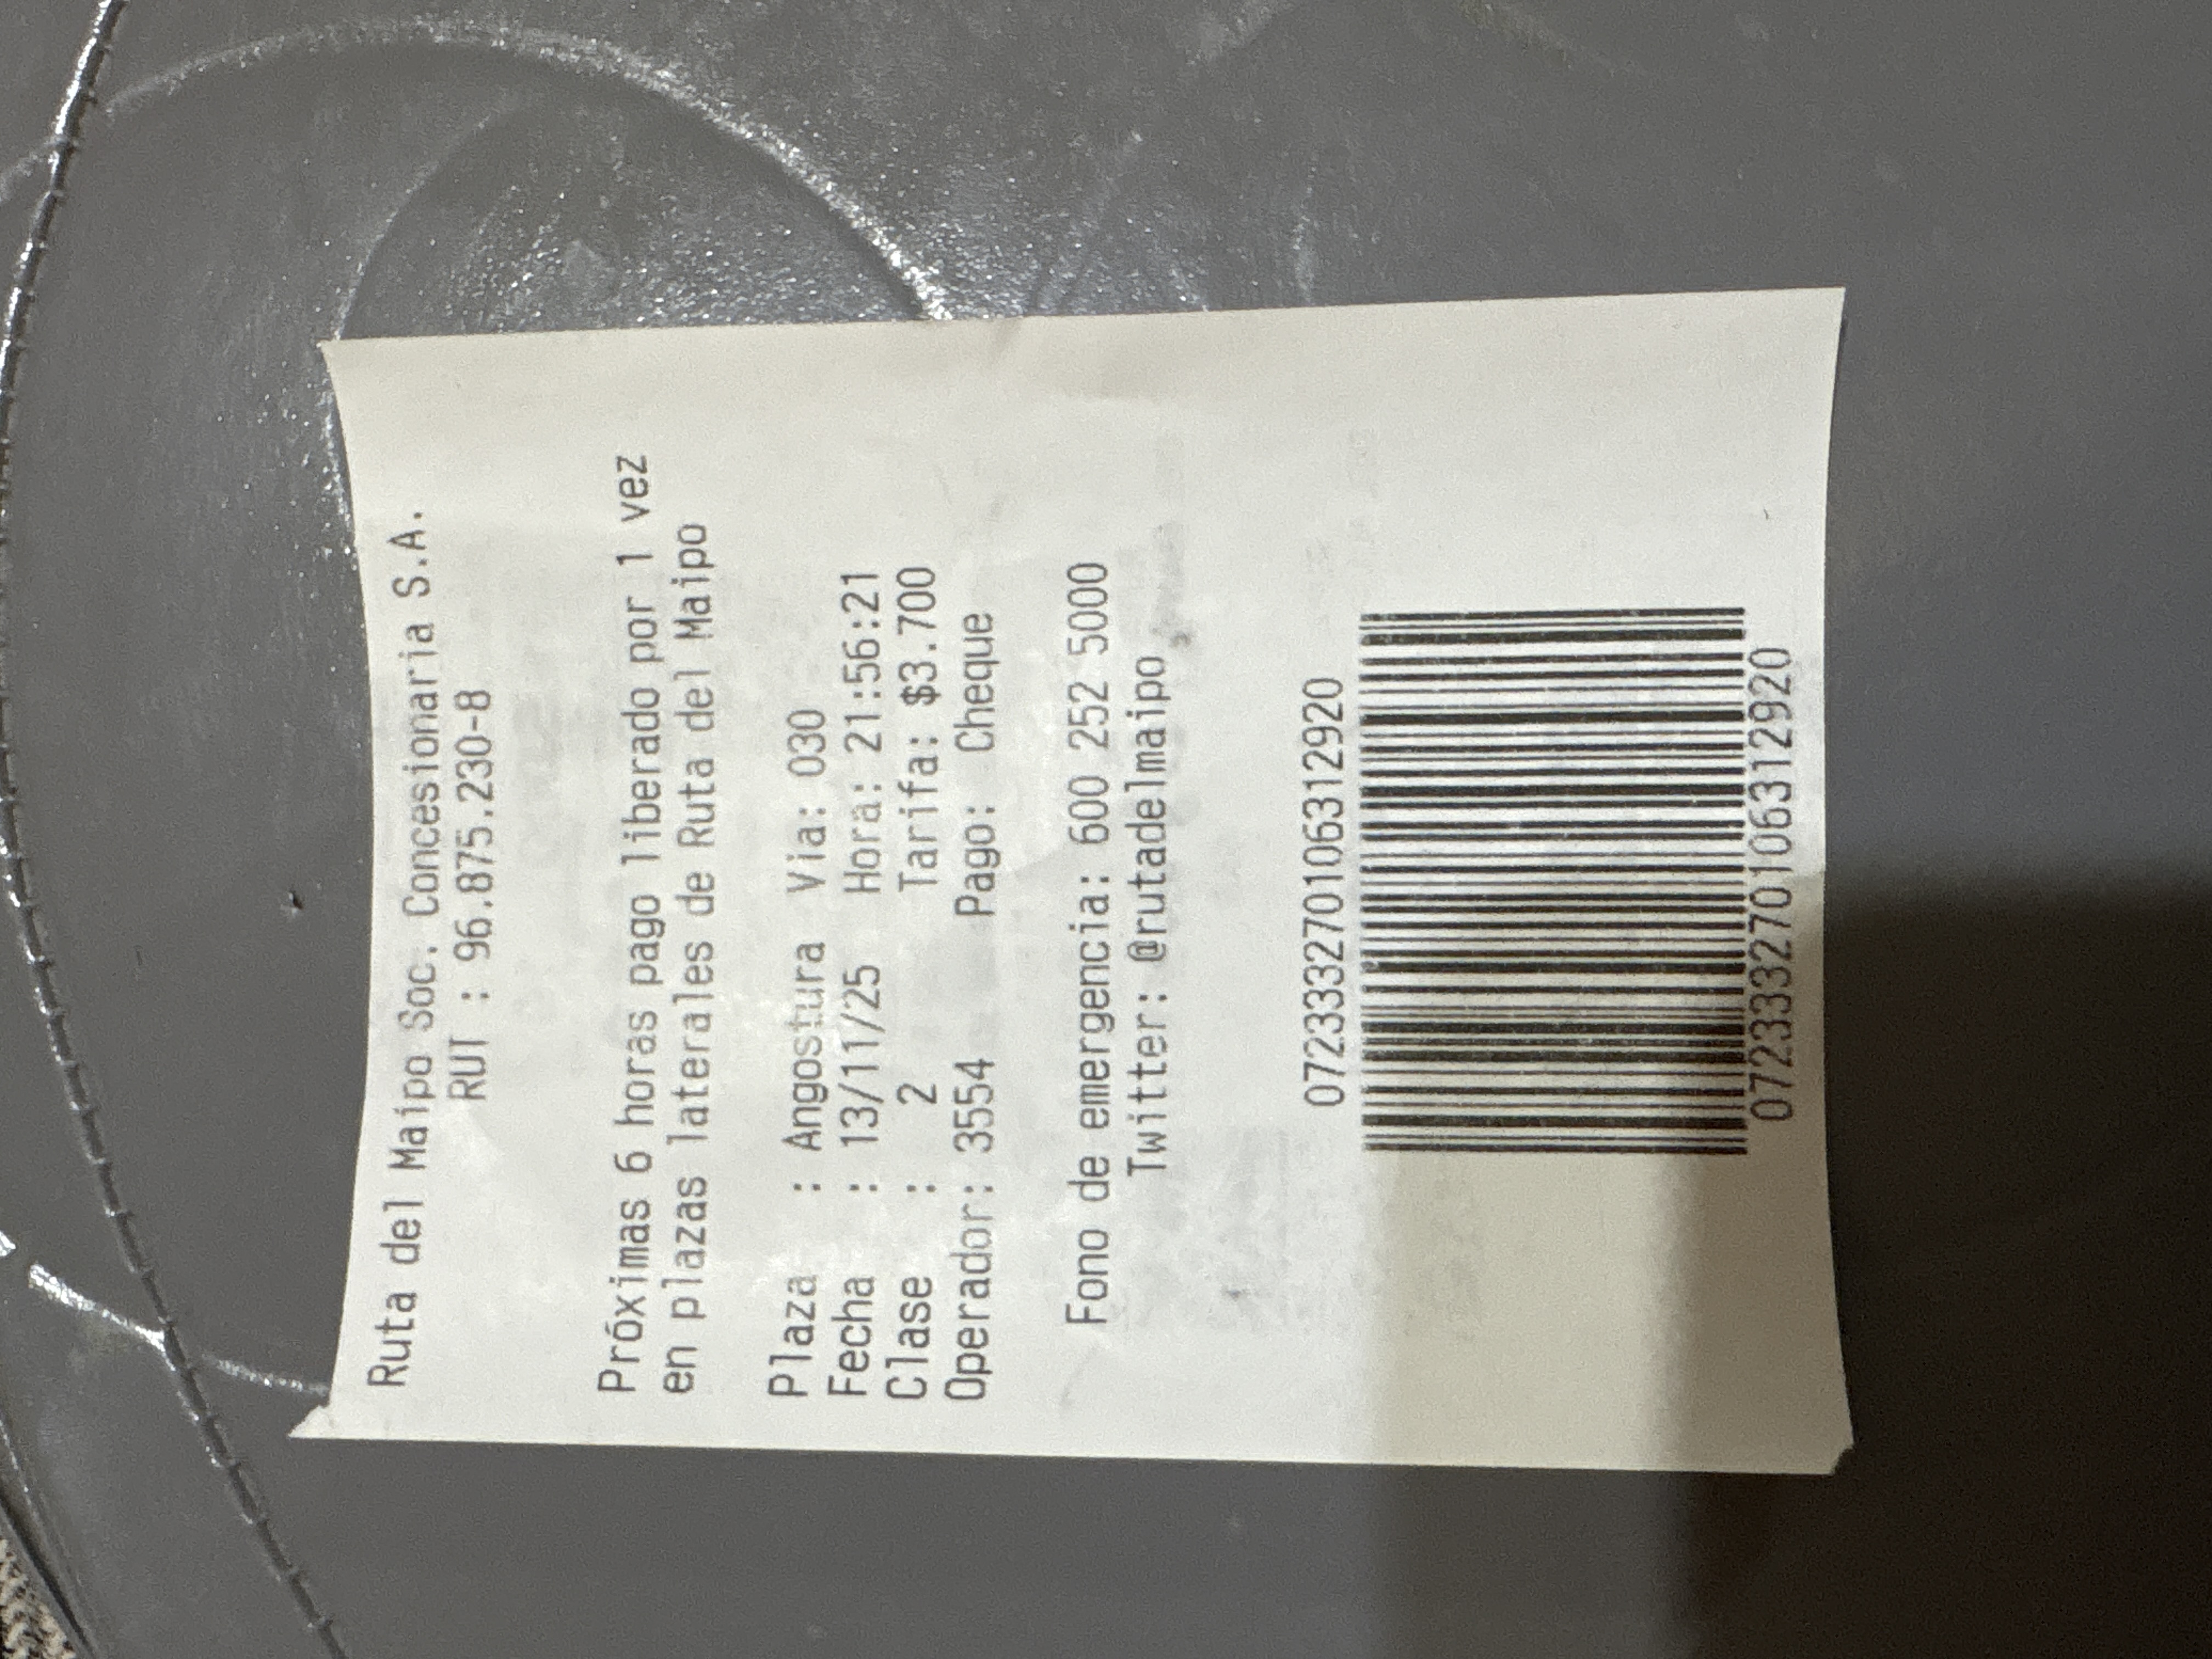 Ruta del Maipo Soc. Concesionaria S.A.
RUT : 96.875.230-8
Próximas 6 horas pago liberado por 1 vez
en plazas laterales de Ruta del Maipo
Plaza : Angostura Via: 030
Fecha : 13/11/25 Hora: 21:56:21
Clase : 2 Tarifa: $3.700
Operador: 3554 Pago: Cheque
Fono de emergencia: 600 252 5000
Twitter: @rutadelmaipo
0723332701063129​20
0723332701063129​20